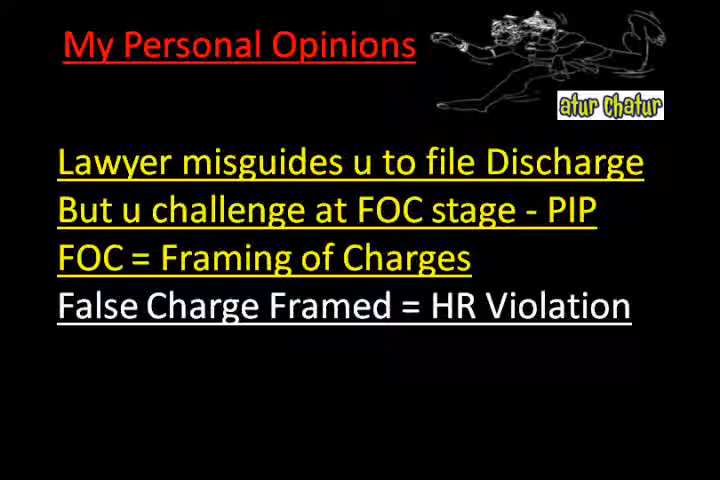 My Personal Opinions
atur chatur
Lawyer misguides u to file Discharge
But u challenge at FOC stage - PIP
FOC = Framing of Charges
False Charge Framed = HR Violation